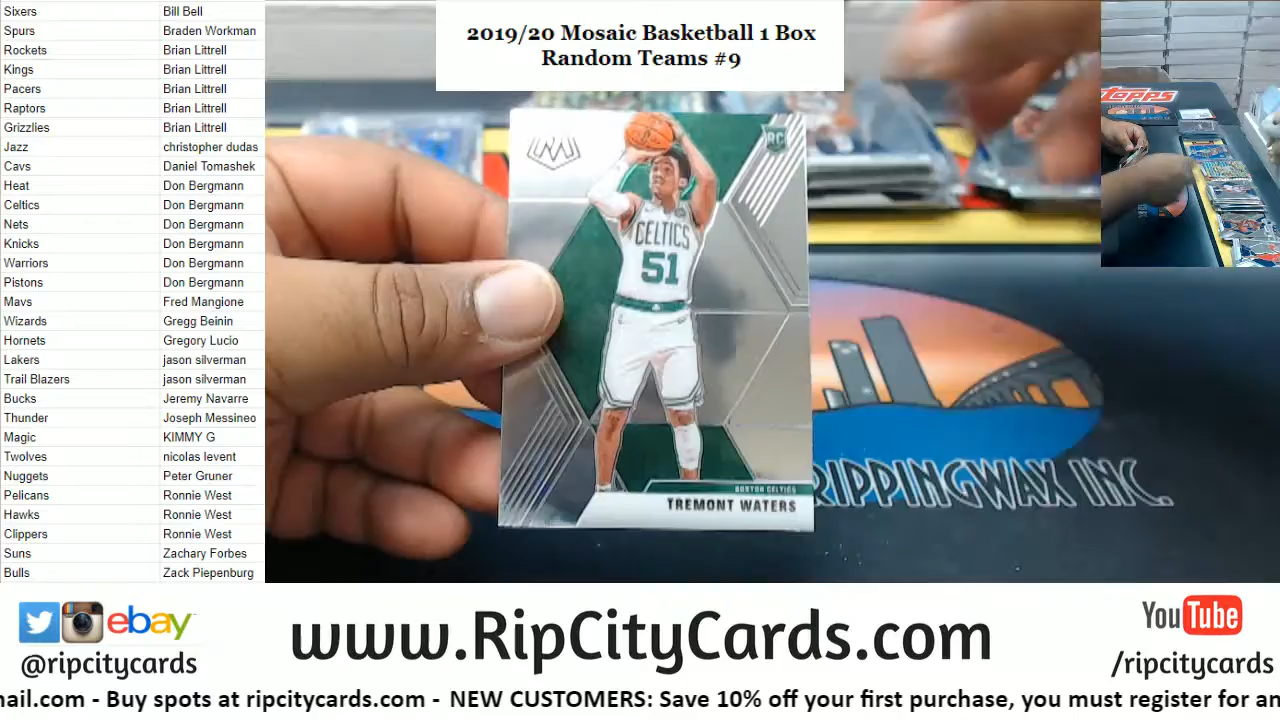 Sixers Bill Bell
Spurs Braden Workman
Rockets Brian Littrell
Kings Brian Littrell
Pacers Brian Littrell
Raptors Brian Littrell
Grizzlies Brian Littrell
Jazz christopher dudas
Cavs Daniel Tomashek
Heat Don Bergmann
Celtics Don Bergmann
Nets Don Bergmann
Knicks Don Bergmann
Warriors Don Bergmann
Pistons Don Bergmann
Mavs Fred Mangione
Wizards Gregg Beinin
Hornets Gregory Lucio
Lakers jason silverman
Trail Blazers jason silverman
Bucks Jeremy Navarre
Thunder Joseph Messineo
Magic KIMMY G
Twolves nicolas levent
Nuggets Peter Gruner
Pelicans Ronnie West
Hawks Ronnie West
Clippers Ronnie West
Suns Zachary Forbes
Bulls Zack Piepenburg
2019/20 Mosaic Basketball 1 Box
Random Teams #9
RC
CELTICS
51
BOSTON CELTICS
TREMONT WATERS
topps
RIPPINGWAX INC.
ebay
@ripcitycards
www.RipCityCards.com
YouTube
/ripcitycards
mail.com - Buy spots at ripcitycards.com - NEW CUSTOMERS: Save 10% off your first purchase, you must register for an